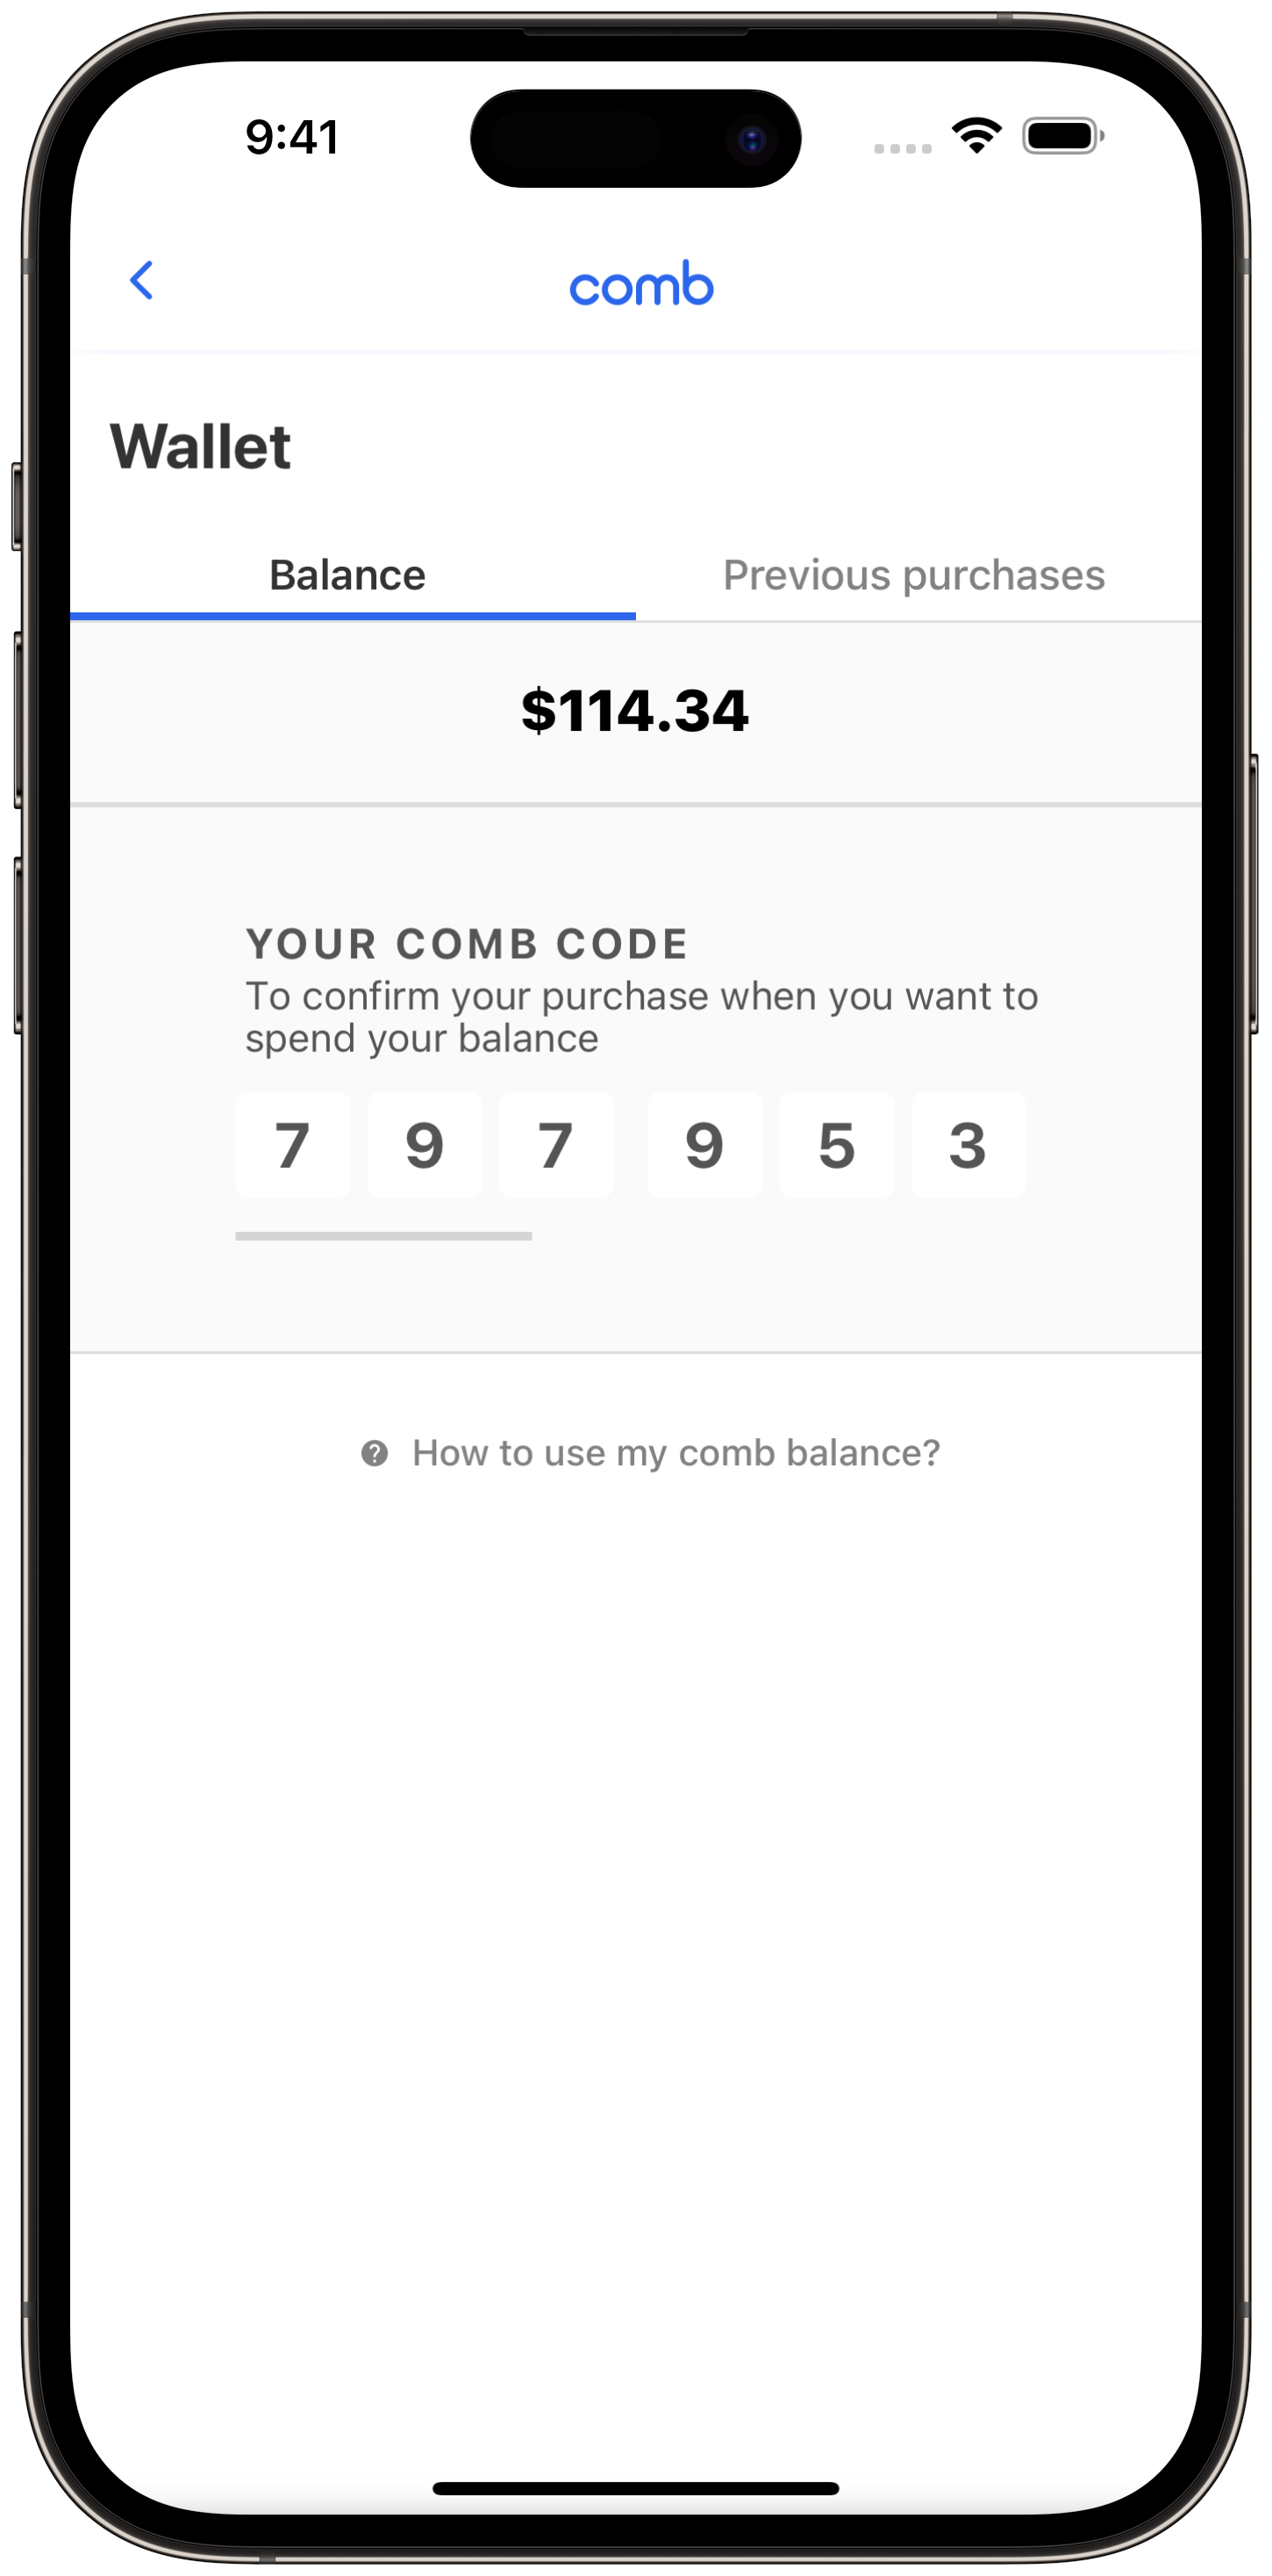 9:41
comb
Wallet
Balance Previous purchases
$114.34
YOUR COMB CODE
To confirm your purchase when you want to
spend your balance
7 9 7 9 5 3
? How to use my comb balance?